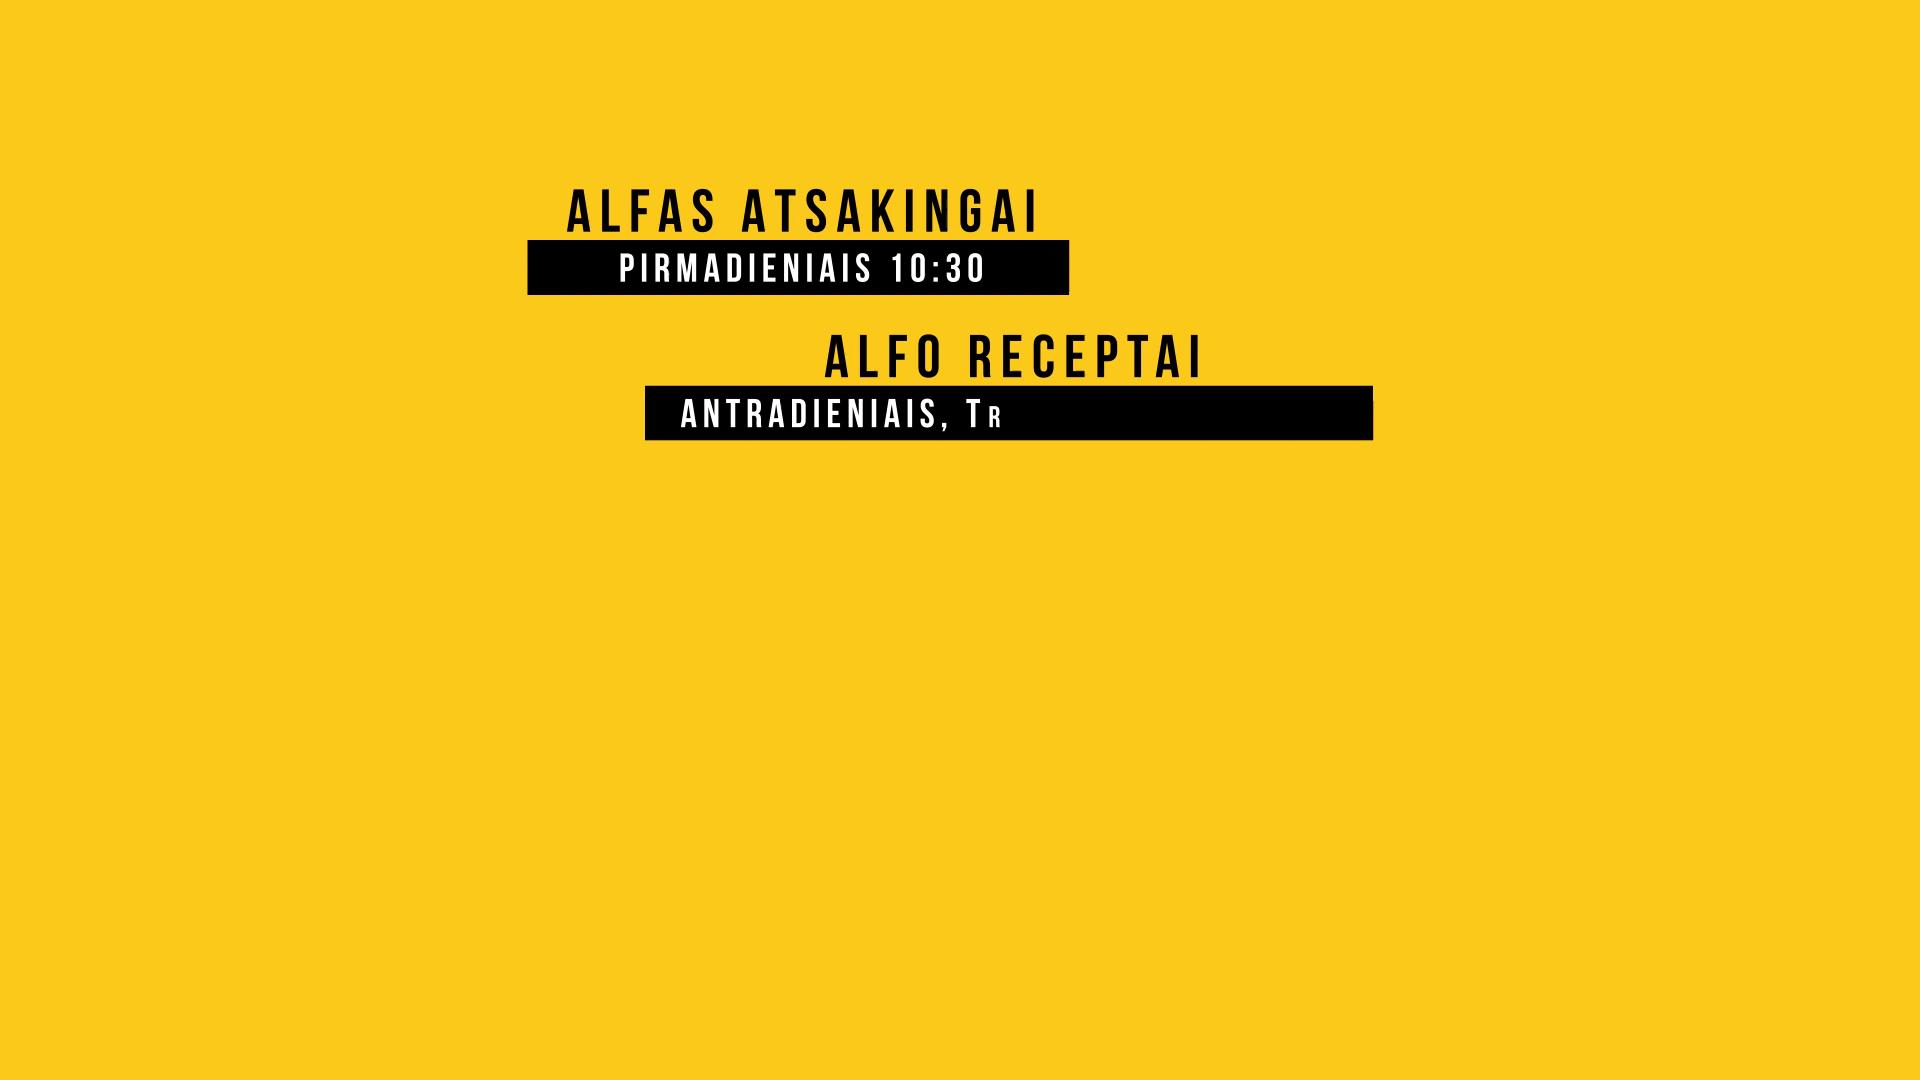 ALFAS ATSAKINGAI
PIRMADIENIAIS 10:30
ALFO RECEPTAI
ANTRADIENIAIS, TR